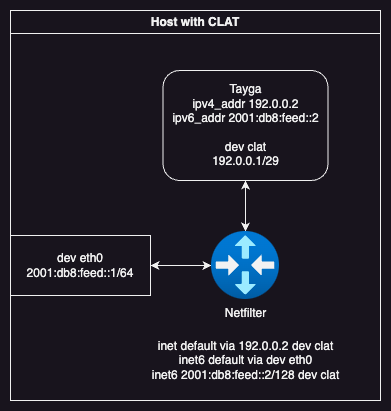 Host with CLAT
Tayga
ipv4_addr 192.0.0.2
ipv6_addr 2001:db8:feed::2
dev clat
192.0.0.1/29
dev eth0
2001:db8:feed::1/64
Netfilter
inet default via 192.0.0.2 dev clat
inet6 default via dev eth0
inet6 2001:db8:feed::2/128 dev clat